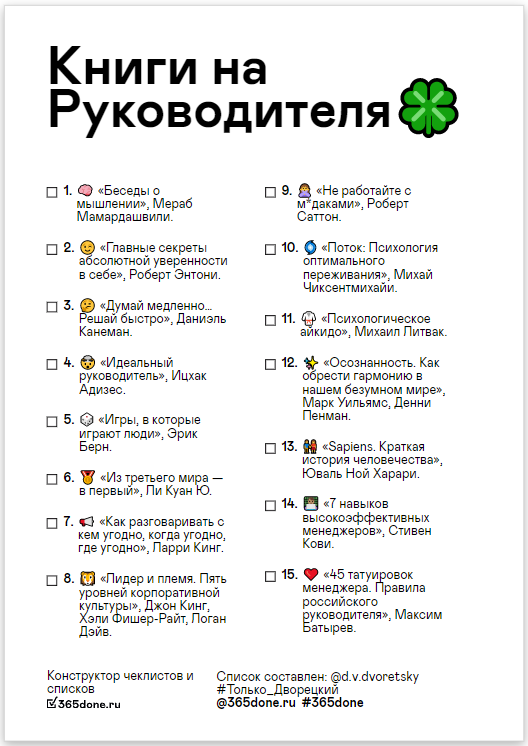 Книги на
Руководителя
1. «Беседы о
мышлении», Мераб
Мамардашвили.
2. «Главные секреты
абсолютной уверенности
в себе», Роберт Энтони.
3. «Думай медленно...
Решай быстро», Даниэль
Канеман.
4. «Идеальный
руководитель», Ицхак
Адизес.
5. «Игры, в которые
играют люди», Эрик
Берн.
6. «Из третьего мира —
в первый», Ли Куан Ю.
7. «Как разговаривать с
кем угодно, когда угодно,
где угодно», Ларри Кинг.
8. «Лидер и племя. Пять
уровней корпоративной
культуры», Джон Кинг,
Хэли Фишер-Райт, Логан
Дэйв.
9. «Не работайте с
м*даками», Роберт
Саттон.
10. «Поток: Психология
оптимального
переживания», Михай
Чиксентмихайи.
11. «Психологическое
айкидо», Михаил Литвак.
12. «Осознанность. Как
обрести гармонию в
нашем безумном мире»,
Марк Уильямс, Денни
Пенман.
13. «Sapiens. Краткая
история человечества»,
Юваль Ной Харари.
14. «7 навыков
высокоэффективных
менеджеров», Стивен
Кови.
15. «45 татуировок
менеджера. Правила
российского
руководителя», Максим
Батырев.
Конструктор чеклистов и
списков
365done.ru
Список составлен: @d.v.dvoretsky
#Только_Дворецкий
@365done.ru #365done